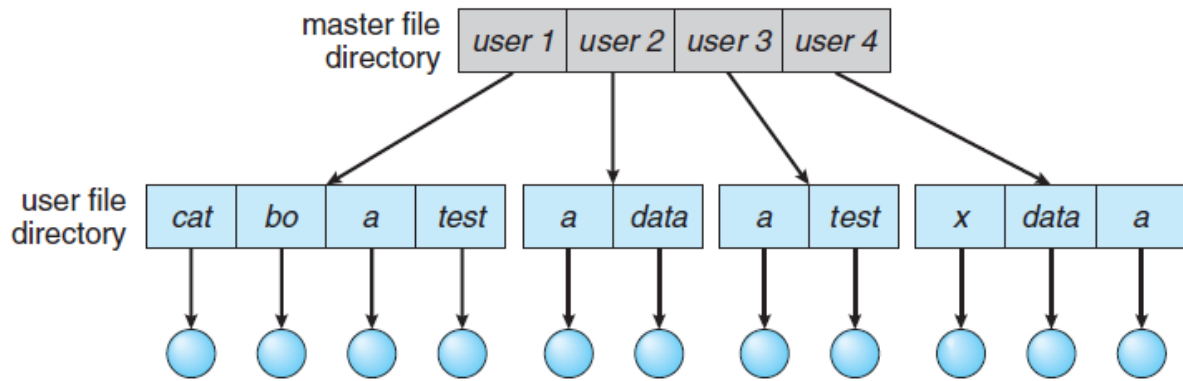 master file
directory
user 1 user 2 user 3 user 4
user file
directory
cat bo a test a data a test x data a